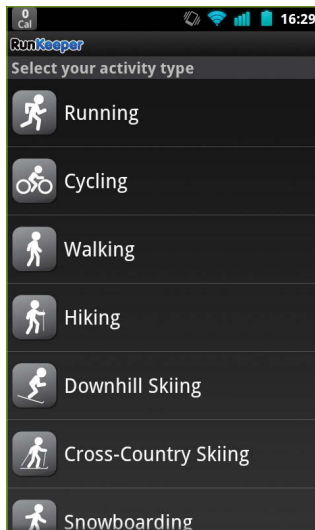 0
Cal
16:29
RunKeeper
Select your activity type
Running
Cycling
Walking
Hiking
Downhill Skiing
Cross-Country Skiing
Snowboarding